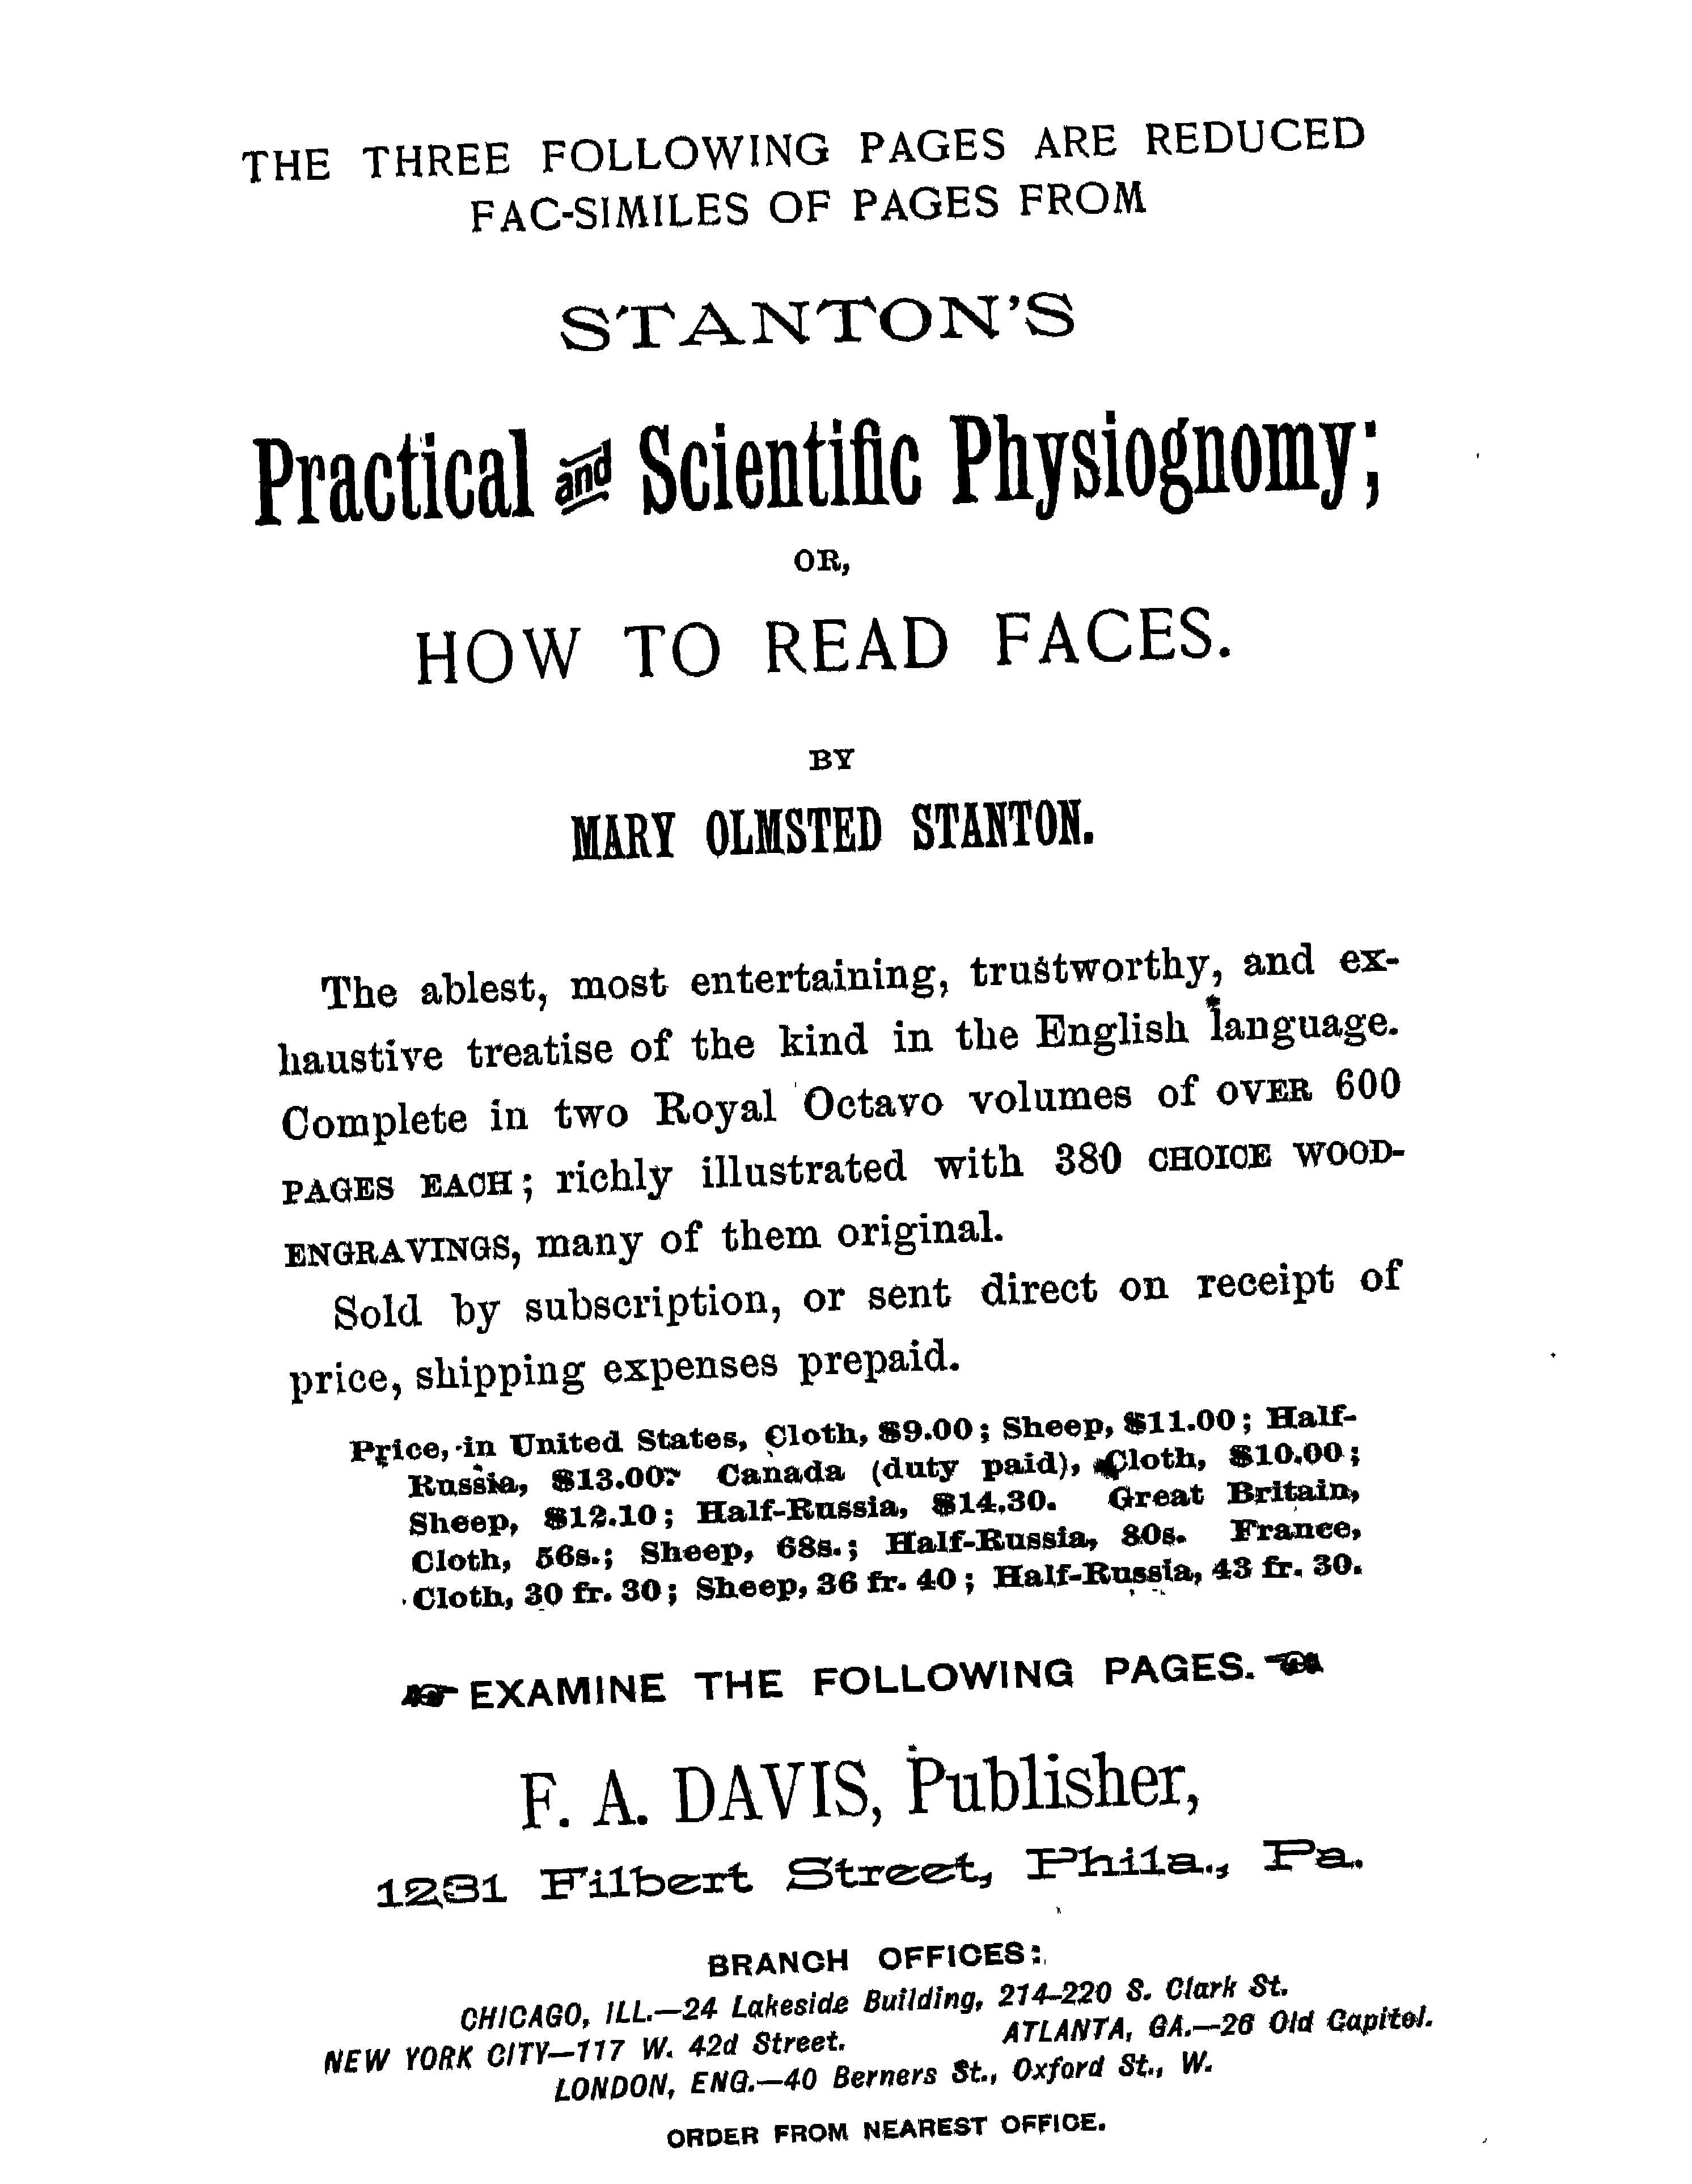 THE THREE FOLLOWING PAGES ARE REDUCED
FAC-SIMILES OF PAGES FROM
STANTON'S
Practical and Scientific Physiognomy;
OR,
HOW TO READ FACES.
BY
MARY OLMSTED STANTON.
The ablest, most entertaining, trustworthy, and ex-
haustive treatise of the kind in the English language.
Complete in two Royal Octavo volumes of OVER 600
PAGES EACH; richly illustrated with 380 CHOICE WOOD-
ENGRAVINGS, many of them original.
Sold by subscription, or sent direct on receipt of
price, shipping expenses prepaid.
Price, in United States, Cloth, $9.00; Sheep, $11.00; Half-
Russia, $13.00. Canada (duty paid), Cloth, $10.00;
Sheep, $12.10; Half-Russia, $14.30. Great Britain,
Cloth, 56s.; Sheep, 68s.; Half-Russia, 80s. France,
Cloth, 30 fr. 30; Sheep, 36 fr. 40; Half-Russia, 43 fr. 30.
☛ EXAMINE THE FOLLOWING PAGES. ☚
F. A. DAVIS, Publisher,
1231 Filbert Street, Phila., Pa.
BRANCH OFFICES:
CHICAGO, ILL.—24 Lakeside Building, 214-220 S. Clark St.
NEW YORK CITY—117 W. 42d Street. ATLANTA, GA.—26 Old Capitol.
LONDON, ENG.—40 Berners St., Oxford St., W.
ORDER FROM NEAREST OFFICE.